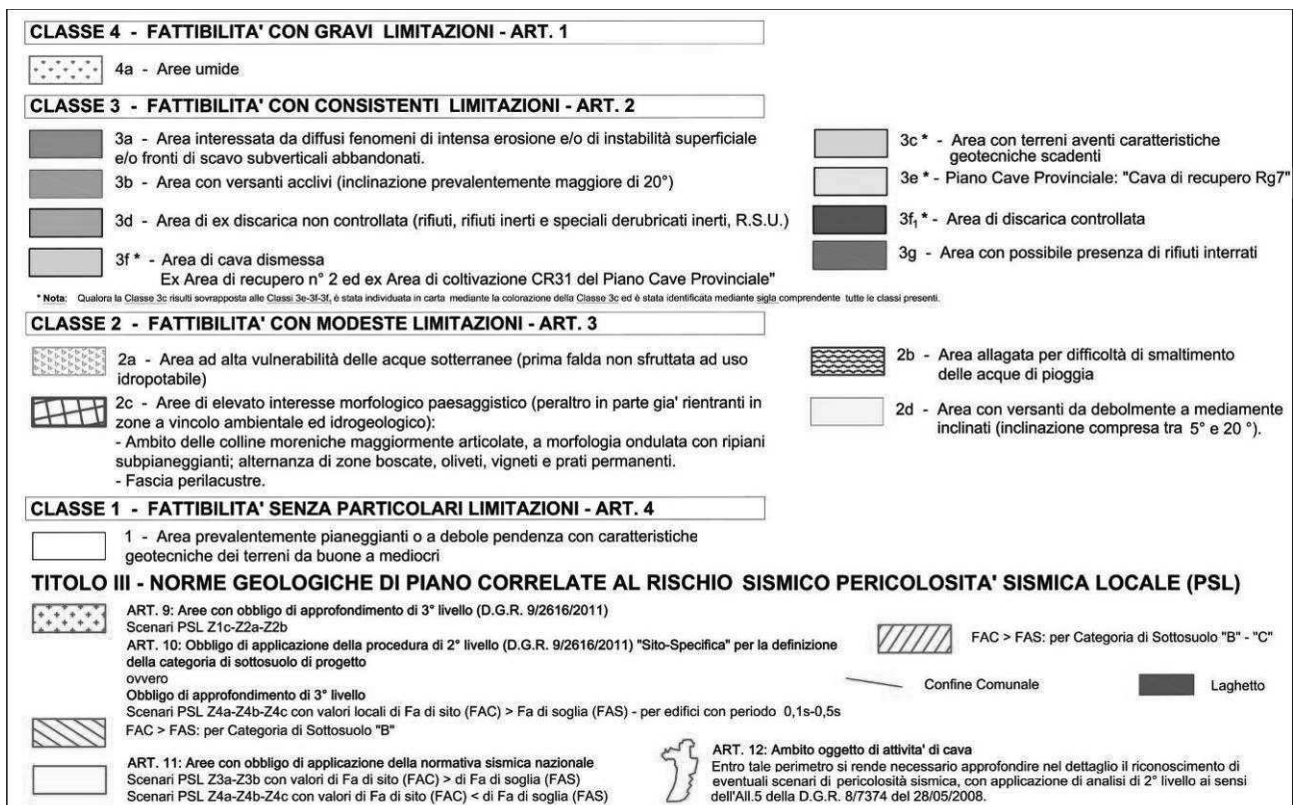 CLASSE 4 - FATTIBILITA' CON GRAVI LIMITAZIONI - ART. 1
4a - Aree umide
CLASSE 3 - FATTIBILITA' CON CONSISTENTI LIMITAZIONI - ART. 2
3a - Area interessata da diffusi fenomeni di intensa erosione e/o di instabilità superficiale
e/o fronti di scavo subverticali abbandonati.
3b - Area con versanti acclivi (inclinazione prevalentemente maggiore di 20°)
3d - Area di ex discarica non controllata (rifiuti, rifiuti inerti e speciali derubricati inerti, R.S.U.)
3f * - Area di cava dismessa
Ex Area di recupero n° 2 ed ex Area di coltivazione CR31 del Piano Cave Provinciale"
3c * - Area con terreni aventi caratteristiche
geotecniche scadenti
3e * - Piano Cave Provinciale: "Cava di recupero Rg7"
3f1 * - Area di discarica controllata
3g - Area con possibile presenza di rifiuti interrati
* Nota: Qualora la Classe 3c risulti sovrapposta alle Classi 3e-3f-3f, è stata individuata in carta mediante la colorazione della Classe 3c ed è stata identificata mediante sigla comprendente tutte le classi presenti.
CLASSE 2 - FATTIBILITA' CON MODESTE LIMITAZIONI - ART. 3
2a - Area ad alta vulnerabilità delle acque sotterranee (prima falda non sfruttata ad uso
idropotabile)
2c - Aree di elevato interesse morfologico paesaggistico (peraltro in parte gia' rientranti in
zone a vincolo ambientale ed idrogeologico):
- Ambito delle colline moreniche maggiormente articolate, a morfologia ondulata con ripiani
subpianeggianti; alternanza di zone boscate, oliveti, vigneti e prati permanenti.
- Fascia perilacustre.
2b - Area allagata per difficoltà di smaltimento
delle acque di pioggia
2d - Area con versanti da debolmente a mediamente
inclinati (inclinazione compresa tra 5° e 20 °).
CLASSE 1 - FATTIBILITA' SENZA PARTICOLARI LIMITAZIONI - ART. 4
1 - Area prevalentemente pianeggianti o a debole pendenza con caratteristiche
geotecniche dei terreni da buone a mediocri
TITOLO III - NORME GEOLOGICHE DI PIANO CORRELATE AL RISCHIO SISMICO PERICOLOSITA' SISMICA LOCALE (PSL)
ART. 9: Aree con obbligo di approfondimento di 3° livello (D.G.R. 9/2616/2011)
Scenari PSL Z1c-Z2a-Z2b
ART. 10: Obbligo di applicazione della procedura di 2° livello (D.G.R. 9/2616/2011) "Sito-Specifica" per la definizione
della categoria di sottosuolo di progetto
ovvero
Obbligo di approfondimento di 3° livello
Scenari PSL Z4a-Z4b-Z4c con valori locali di Fa di sito (FAC) > Fa di soglia (FAS) - per edifici con periodo 0,1s-0,5s
FAC > FAS: per Categoria di Sottosuolo "B"
FAC > FAS: per Categoria di Sottosuolo "B" - "C"
Confine Comunale
Laghetto
ART. 11: Aree con obbligo di applicazione della normativa sismica nazionale
Scenari PSL Z3a-Z3b con valori di Fa di sito (FAC) > di Fa di soglia (FAS)
Scenari PSL Z4a-Z4b-Z4c con valori di Fa di sito (FAC) < di Fa di soglia (FAS)
ART. 12: Ambito oggetto di attivita' di cava
Entro tale perimetro si rende necessario approfondire nel dettaglio il riconoscimento di
eventuali scenari di pericolosità sismica, con applicazione di analisi di 2° livello ai sensi
dell'All.5 della D.G.R. 8/7374 del 28/05/2008.